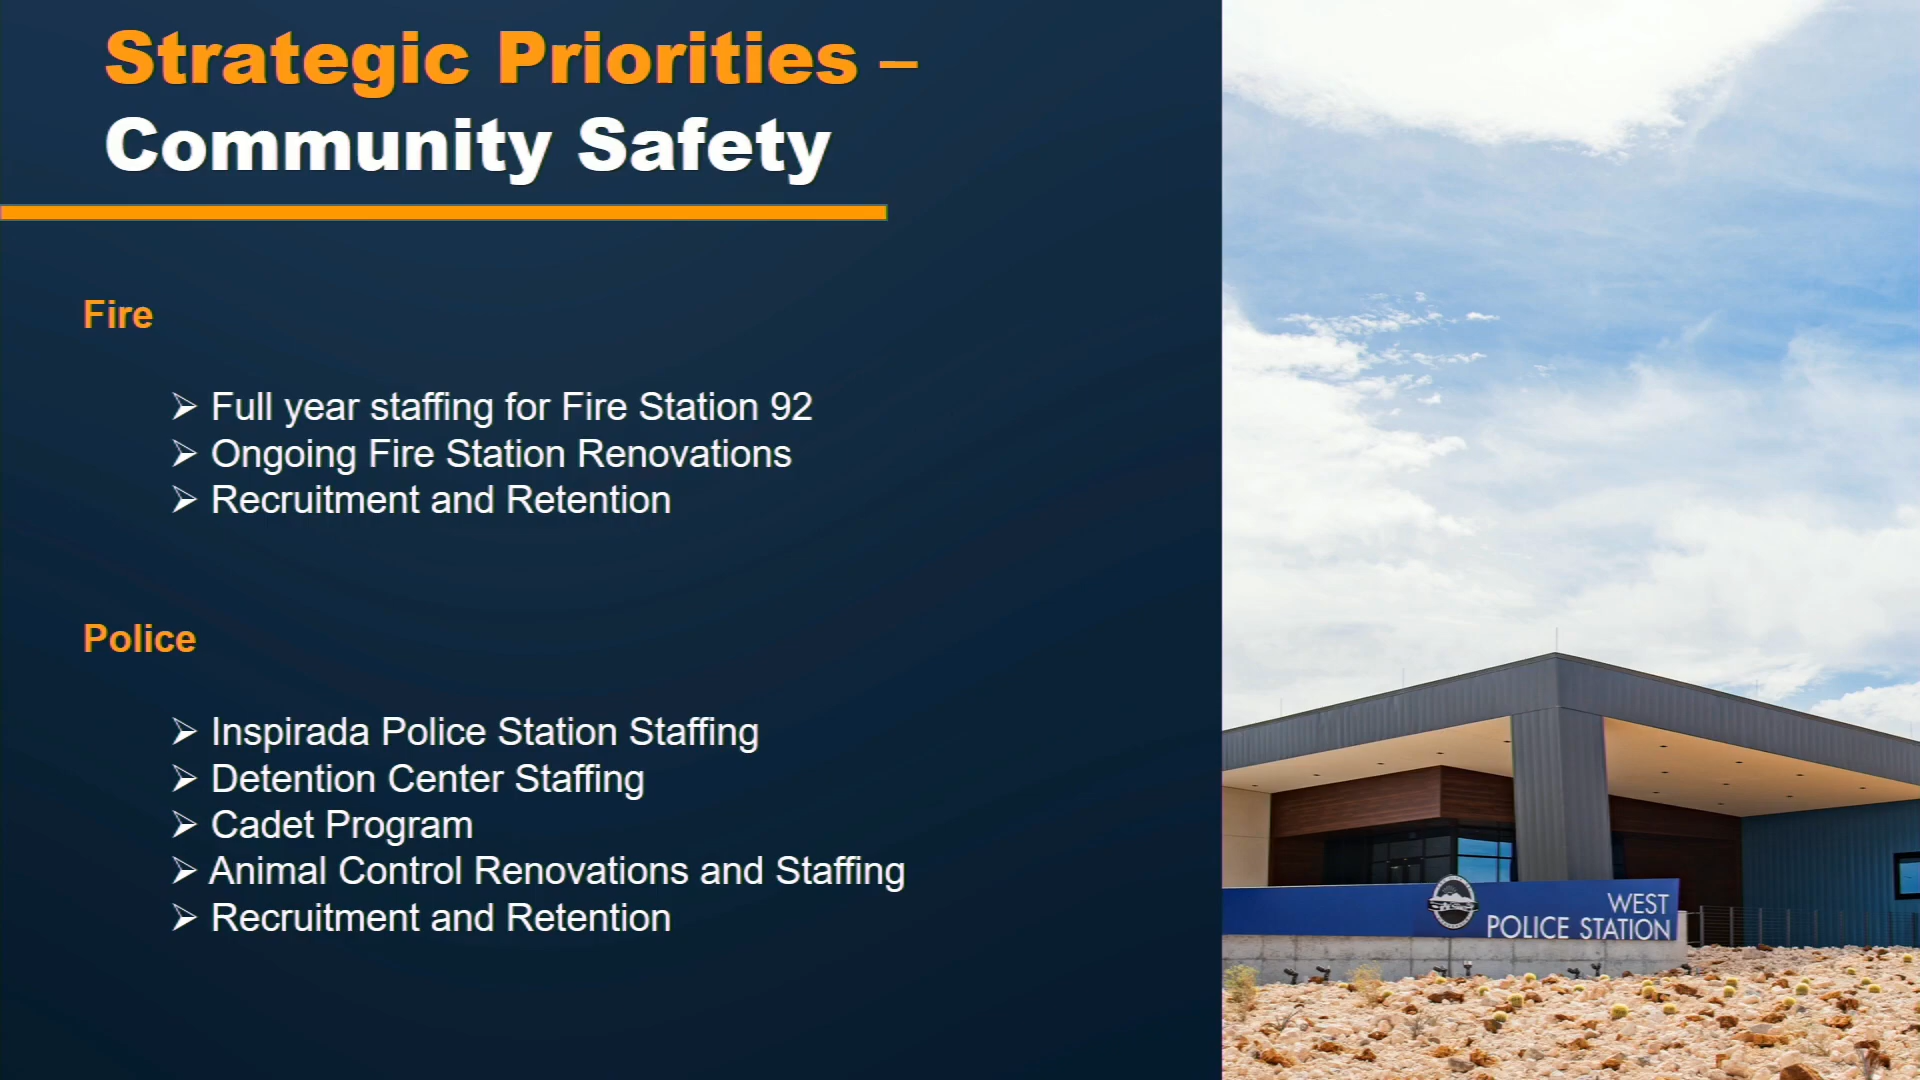 Strategic Priorities –
Community Safety
Fire
➢ Full year staffing for Fire Station 92
➢ Ongoing Fire Station Renovations
➢ Recruitment and Retention
Police
➢ Inspirada Police Station Staffing
➢ Detention Center Staffing
➢ Cadet Program
➢ Animal Control Renovations and Staffing
➢ Recruitment and Retention
WEST
POLICE STATION